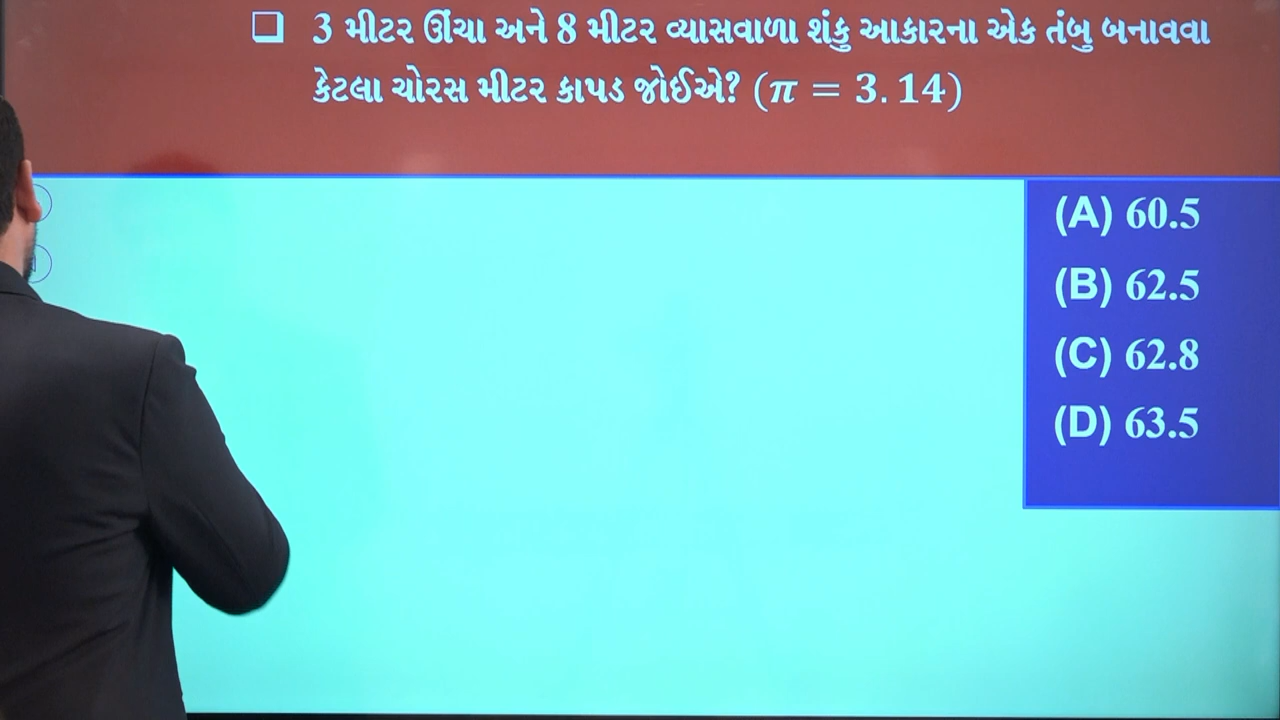 ❑ 3 મીટર ઊંચા અને 8 મીટર વ્યાસવાળા શંકુ આકારના એક તંબુ બનાવવા
કેટલા ચોરસ મીટર કાપડ જોઈએ? (π = 3.14)
(A) 60.5
(B) 62.5
(C) 62.8
(D) 63.5